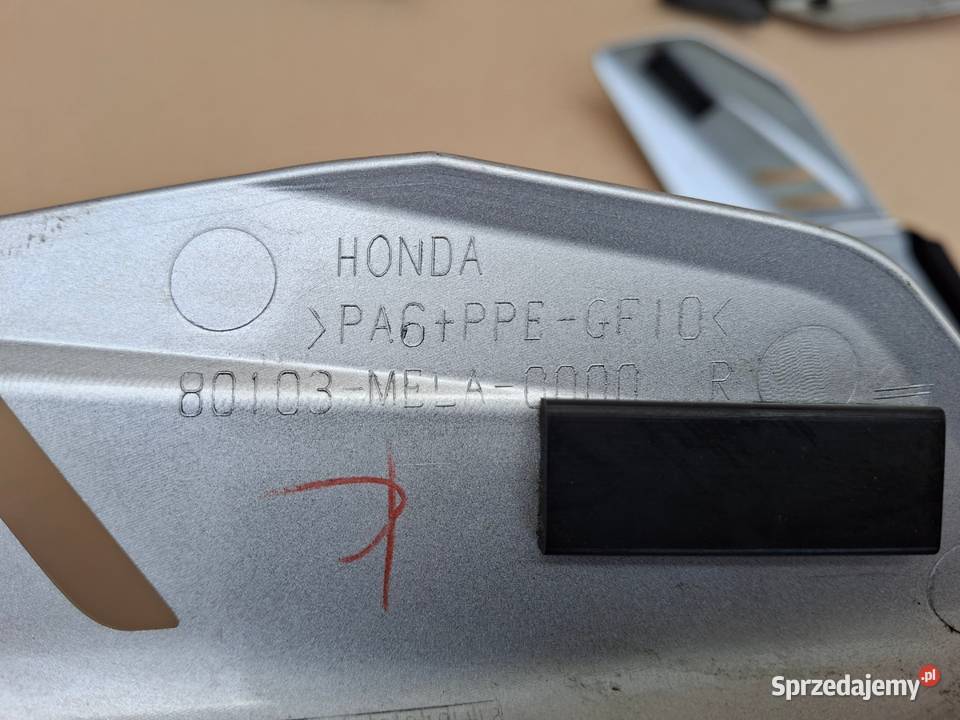 HONDA
>PA6+PPE-GF10<
80103-MELA-0000 R
Sprzedajemy.pl